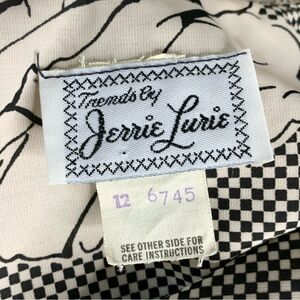 Trends by
Jerrie Lurie
12 6745
SEE OTHER SIDE FOR
CARE INSTRUCTIONS